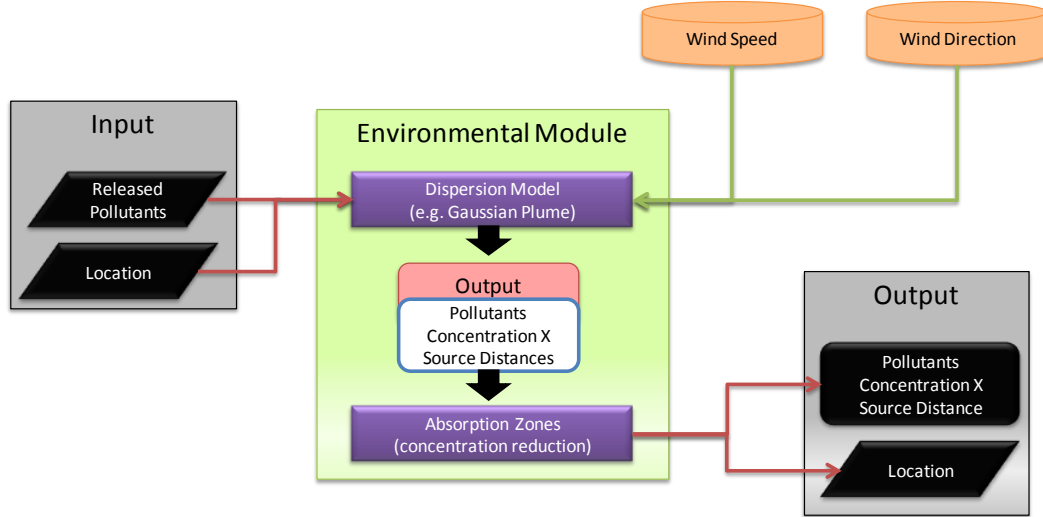 Wind Speed
Wind Direction
Input
Released
Pollutants
Location
Environmental Module
Dispersion Model
(e.g. Gaussian Plume)
Output
Pollutants
Concentration X
Source Distances
Absorption Zones
(concentration reduction)
Output
Pollutants
Concentration X
Source Distance
Location